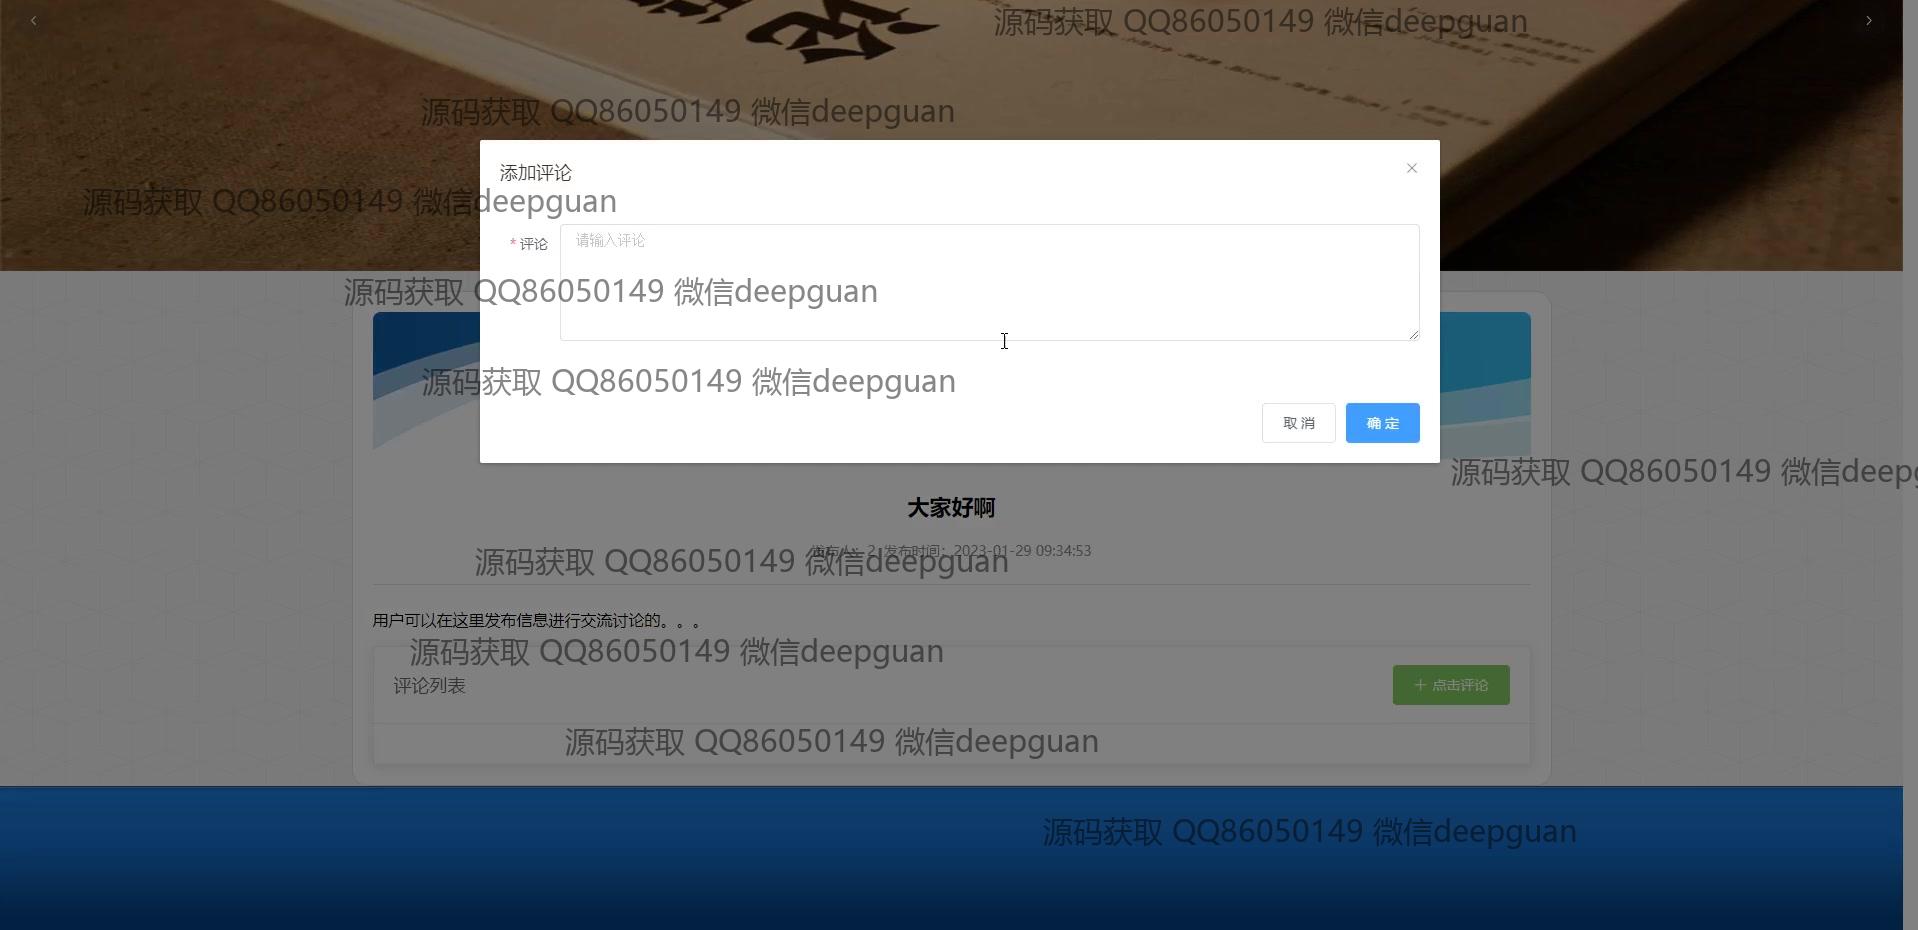 源码获取 QQ86050149 微信deepguan
论
源码获取 QQ86050149 微信deepguan
添加评论
源码获取 QQ86050149 微信deepguan
* 评论
请输入评论
源码获取 QQ86050149 微信deepguan
源码获取 QQ86050149 微信deepguan
取 消
确 定
源码获取 QQ86050149 微信deep
大家好啊
发布人：2 发布时间：2023-01-29 09:34:53
源码获取 QQ86050149 微信deepguan
用户可以在这里发布信息进行交流讨论的。。。
源码获取 QQ86050149 微信deepguan
评论列表
+ 点击评论
源码获取 QQ86050149 微信deepguan
源码获取 QQ86050149 微信deepguan